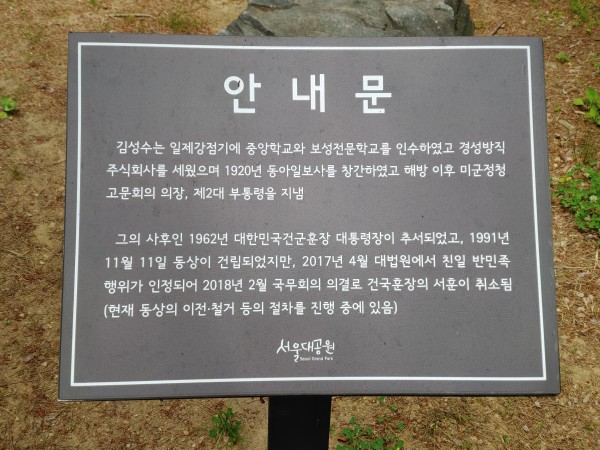 안내문
김성수는 일제강점기에 중앙학교와 보성전문학교를 인수하였고 경성방직
주식회사를 세웠으며 1920년 동아일보사를 창간하였고 해방 이후 미군정청
고문회의 의장, 제2대 부통령을 지냄
그의 사후인 1962년 대한민국건군훈장 대통령장이 추서되었고, 1991년
11월 11일 동상이 건립되었지만, 2017년 4월 대법원에서 친일 반민족
행위가 인정되어 2018년 2월 국무회의 의결로 건국훈장의 서훈이 취소됨
(현재 동상의 이전·철거 등의 절차를 진행 중에 있음)
서울대공원
Seoul Grand Park